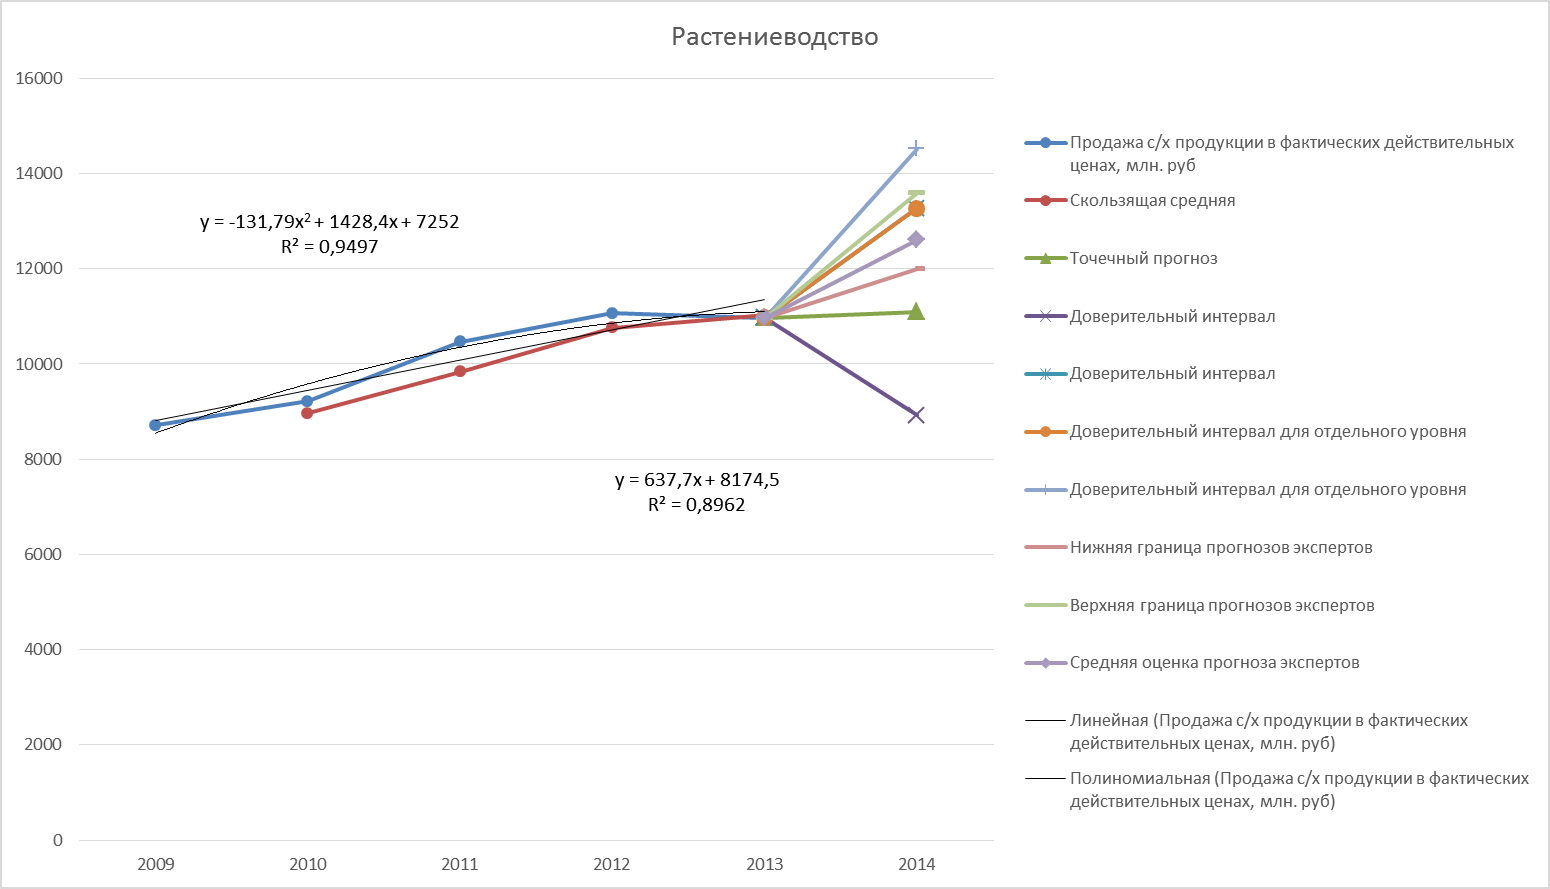 Растениеводство
16000
14000
12000
10000
8000
6000
4000
2000
0
y = -131,79x² + 1428,4x + 7252
R² = 0,9497
y = 637,7x + 8174,5
R² = 0,8962
2009
2010
2011
2012
2013
2014
Продажа с/х продукции в фактических действительных
ценах, млн. руб
Скользящая средняя
Точечный прогноз
Доверительный интервал
Доверительный интервал
Доверительный интервал для отдельного уровня
Доверительный интервал для отдельного уровня
Нижняя граница прогнозов экспертов
Верхняя граница прогнозов экспертов
Средняя оценка прогноза экспертов
Линейная (Продажа с/х продукции в фактических
действительных ценах, млн. руб)
Полиномиальная (Продажа с/х продукции в фактических
действительных ценах, млн. руб)